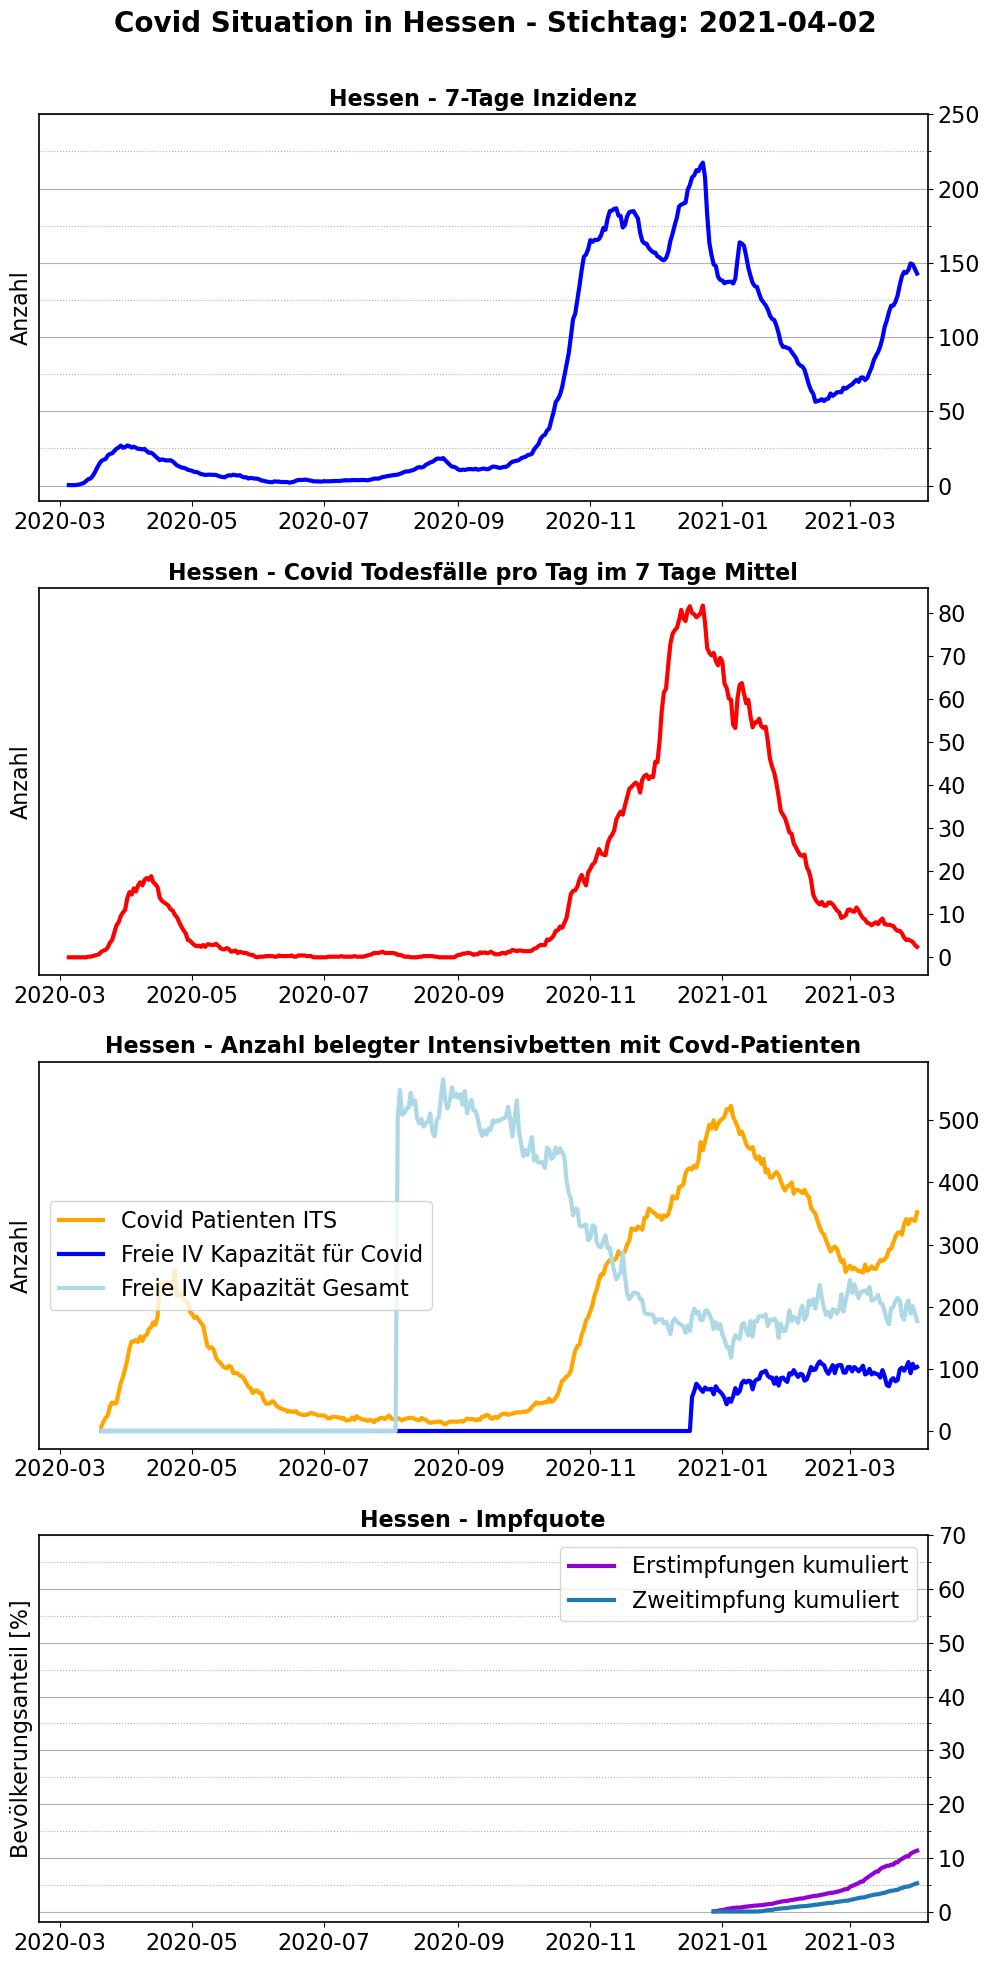 Covid Situation in Hessen - Stichtag: 2021-04-02
Hessen - 7-Tage Inzidenz
Anzahl
250
200
150
100
50
0
2020-03 2020-05 2020-07 2020-09 2020-11 2021-01 2021-03
Hessen - Covid Todesfälle pro Tag im 7 Tage Mittel
Anzahl
80
70
60
50
40
30
20
10
0
2020-03 2020-05 2020-07 2020-09 2020-11 2021-01 2021-03
Hessen - Anzahl belegter Intensivbetten mit Covd-Patienten
Anzahl
Covid Patienten ITS
Freie IV Kapazität für Covid
Freie IV Kapazität Gesamt
500
400
300
200
100
0
2020-03 2020-05 2020-07 2020-09 2020-11 2021-01 2021-03
Hessen - Impfquote
Bevölkerungsanteil [%]
Erstimpfungen kumuliert
Zweitimpfung kumuliert
70
60
50
40
30
20
10
0
2020-03 2020-05 2020-07 2020-09 2020-11 2021-01 2021-03